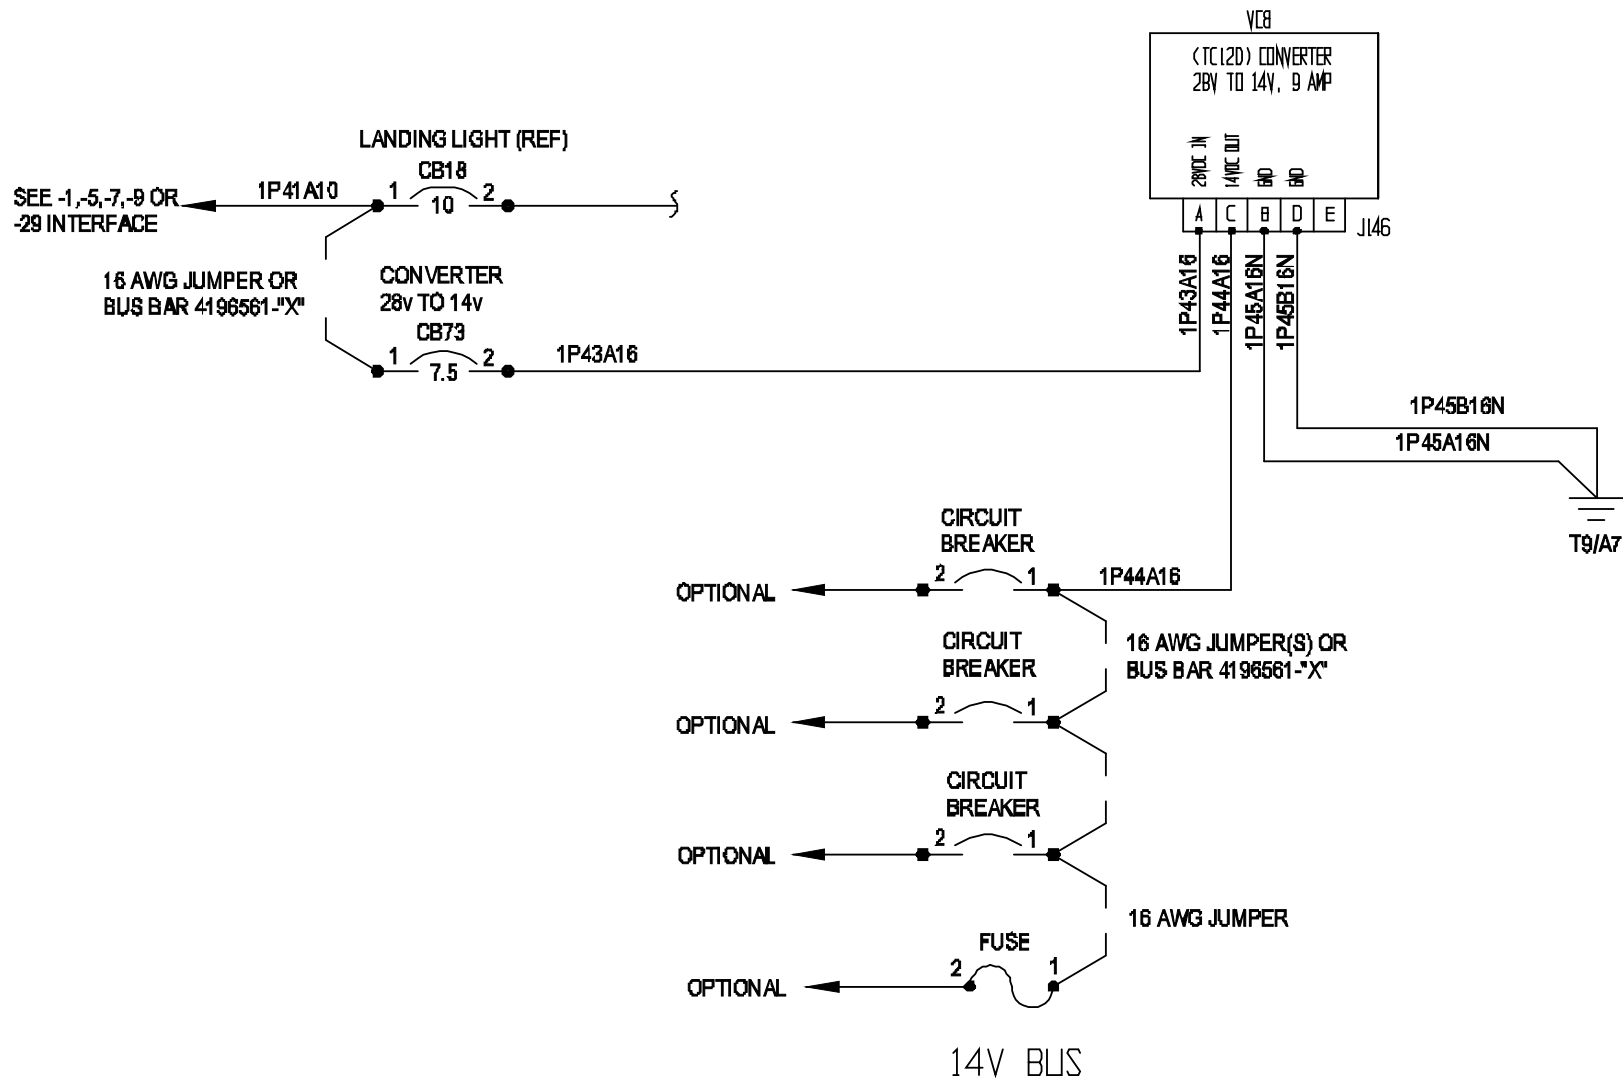 VC8
(TC12D) CONVERTER
28V TO 14V, 9 AMP
28VDC IN
14VDC OUT
GND
GND
A
C
B
D
E
J146
LANDING LIGHT (REF)
CB18
SEE -1,-5,-7,-9 OR
-29 INTERFACE
1P41A10
1
10
2
16 AWG JUMPER OR
BUS BAR 4196561-"X"
CONVERTER
28v TO 14v
CB73
1
7.5
2
1P43A16
1P43A16
1P44A16
1P45A16N
1P45B16N
1P45B16N
1P45A16N
T9/A7
CIRCUIT
BREAKER
OPTIONAL
2
1
1P44A16
16 AWG JUMPER(S) OR
BUS BAR 4196561-"X"
CIRCUIT
BREAKER
OPTIONAL
2
1
CIRCUIT
BREAKER
OPTIONAL
2
1
16 AWG JUMPER
FUSE
OPTIONAL
2
1
14V BUS